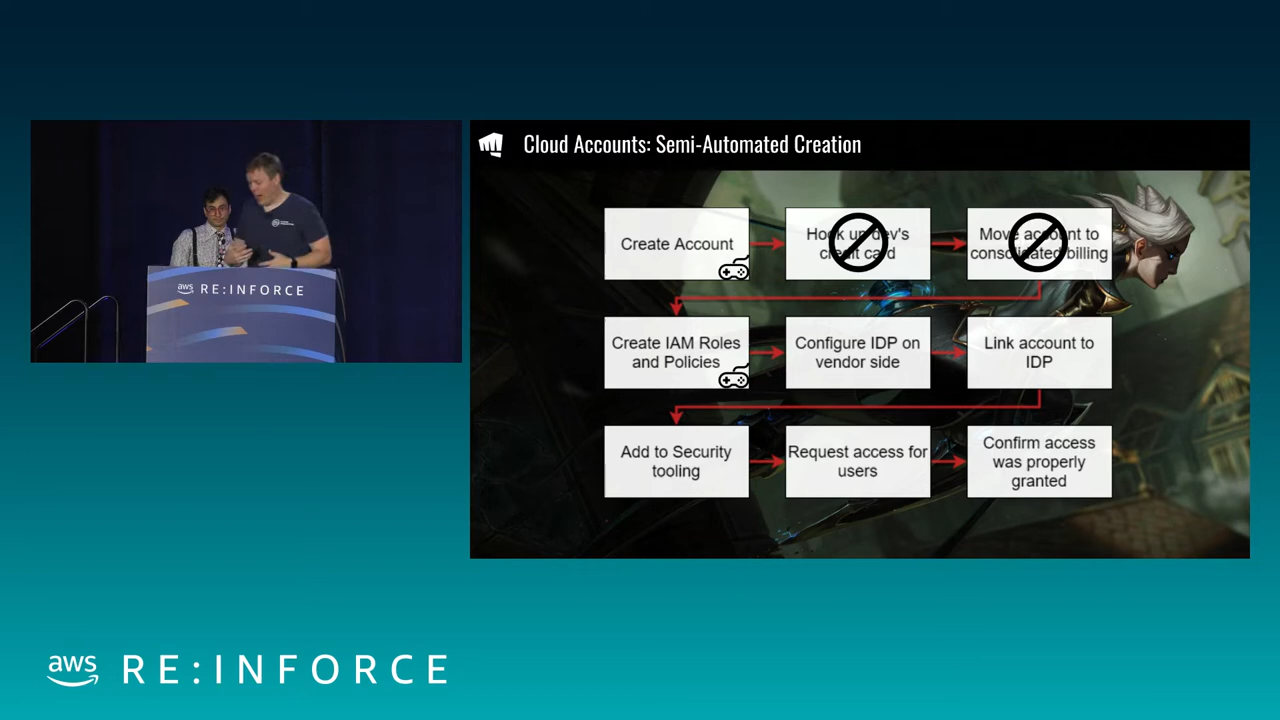 Cloud Accounts: Semi-Automated Creation
Create Account
Hook up dev's
credit card
Move account to
consolidated billing
Create IAM Roles
and Policies
Configure IDP on
vendor side
Link account to
IDP
Add to Security
tooling
Request access for
users
Confirm access
was properly
granted
aws RE:INFORCE
aws RE:INFORCE